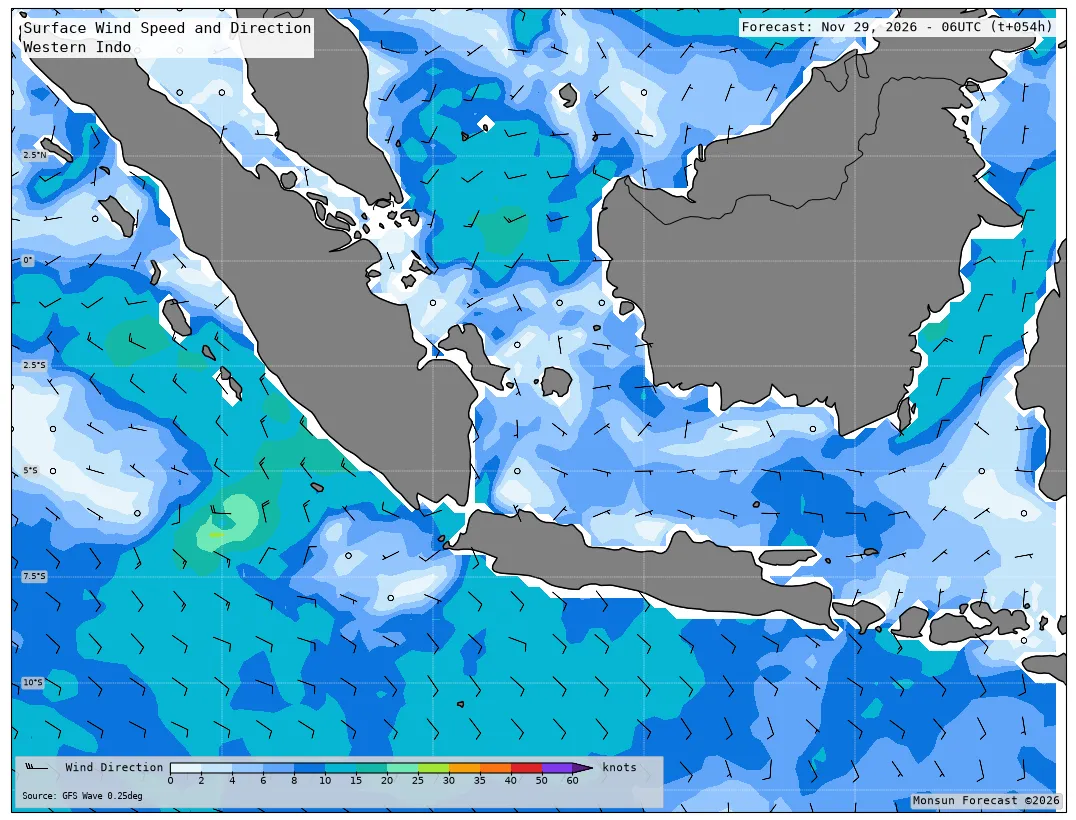 Surface Wind Speed and Direction
Western Indo
Forecast: Nov 29, 2026 - 06UTC (t+054h)
2.5°N
0°
2.5°S
5°S
7.5°S
10°S
Wind Direction
knots
0 2 4 6 8 10 15 20 25 30 35 40 50 60
Source: GFS Wave 0.25deg
Monsun Forecast ©2026